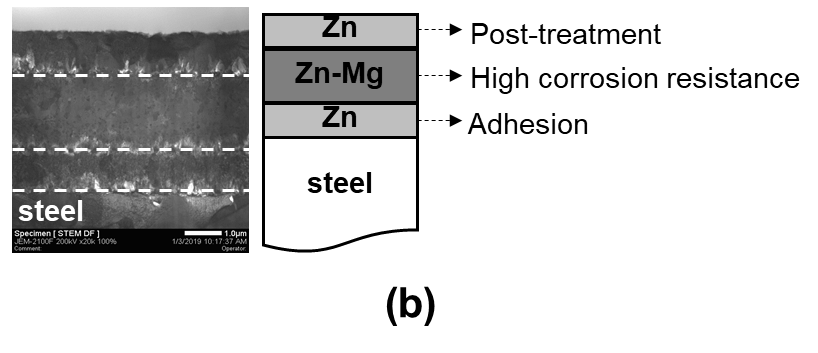 Zn
Post-treatment
Zn-Mg
High corrosion resistance
Zn
Adhesion
steel
steel
Specimen [ STEM DF ]
1.0µm
JEM-2100F 200kV x20k 100%
1/3/2019 10:17:37 AM
Comment:
Operator:
(b)